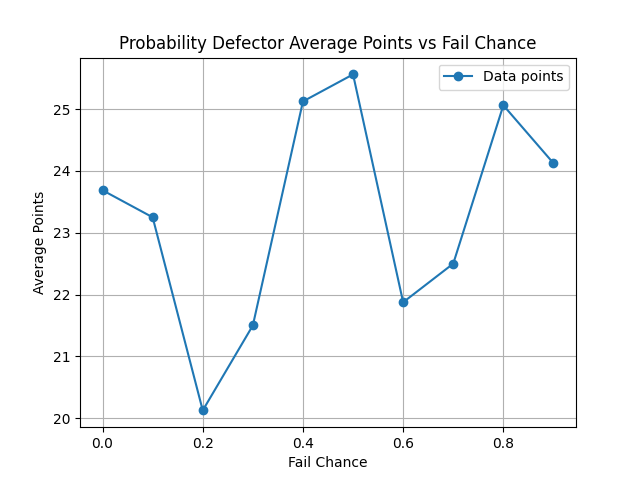 Probability Defector Average Points vs Fail Chance
Data points
25
24
23
22
21
20
Average Points
0.0 0.2 0.4 0.6 0.8
Fail Chance